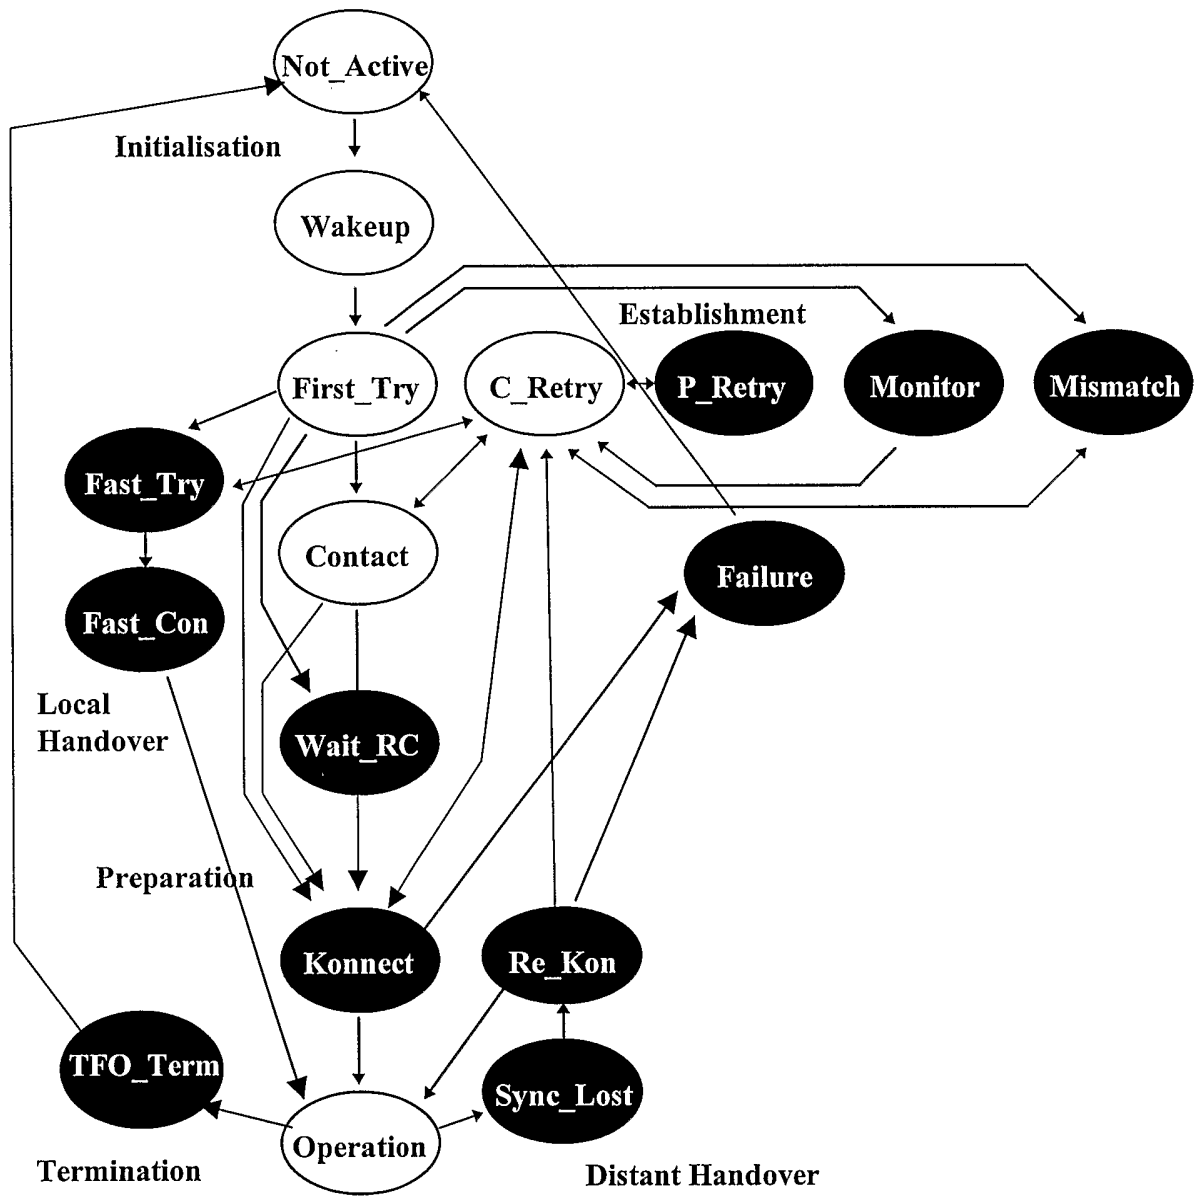 Not_Active
Initialisation
Wakeup
Establishment
First_Try
C_Retry
P_Retry
Monitor
Mismatch
Fast_Try
Contact
Failure
Fast_Con
Local
Handover
Wait_RC
Preparation
Konnect
Re_Kon
TFO_Term
Sync_Lost
Operation
Termination
Distant Handover